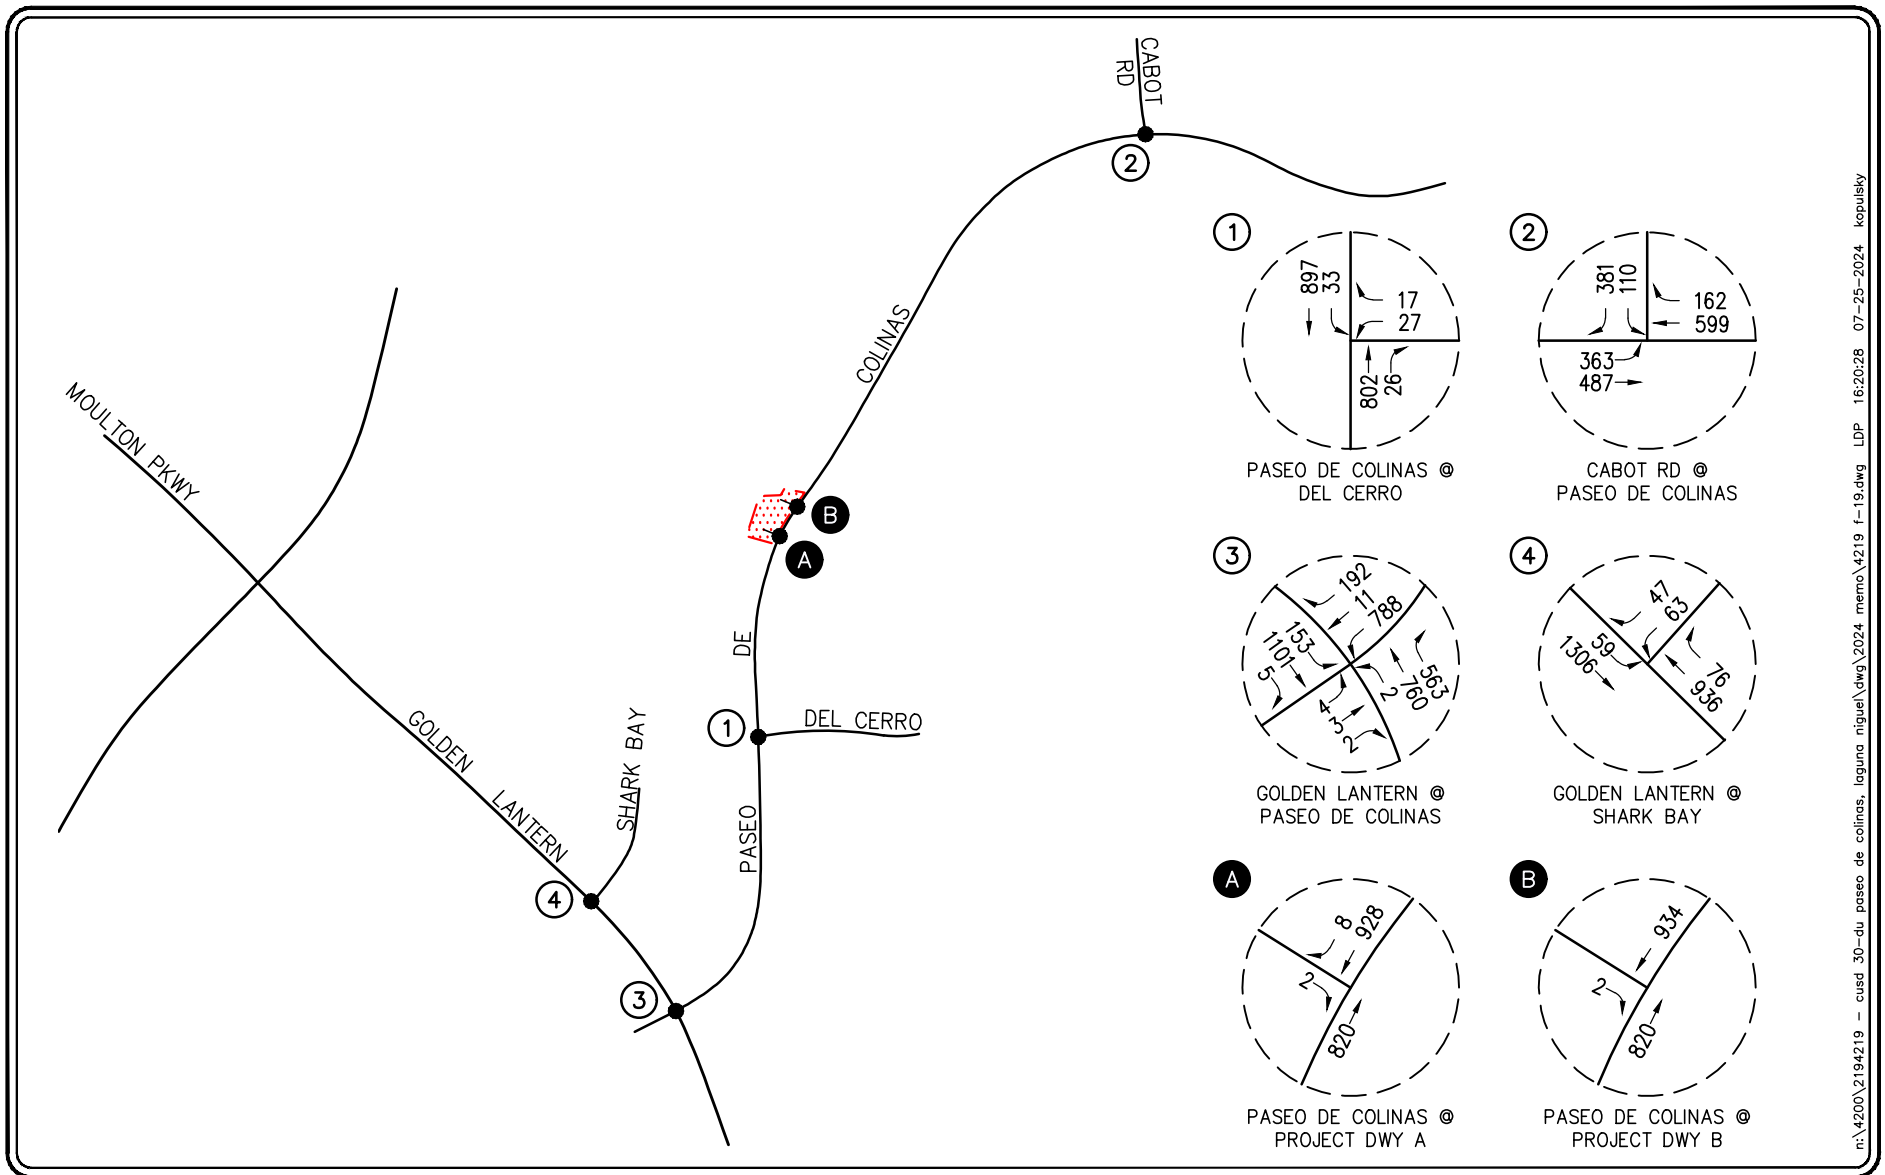 CABOT
RD
2
COLINAS
MOULTON PKWY
B
A
DE
1
DEL CERRO
GOLDEN
LANTERN
SHARK BAY
PASEO
4
3
1
897
33
17
27
802
26
PASEO DE COLINAS @
DEL CERRO
2
381
110
162
599
363
487
CABOT RD @
PASEO DE COLINAS
3
192
11
788
153
1101
5
563
760
2
4
3
2
GOLDEN LANTERN @
PASEO DE COLINAS
4
47
63
59
1306
76
936
GOLDEN LANTERN @
SHARK BAY
A
8
928
2
820
PASEO DE COLINAS @
PROJECT DWY A
B
934
2
820
PASEO DE COLINAS @
PROJECT DWY B
n:\4200\2194219 - cusd 30-du paseo de colinas, laguna niguel\dwg\2024 memo\4219 f-19.dwg LDP 16:20:28 07-25-2024 kopulsky